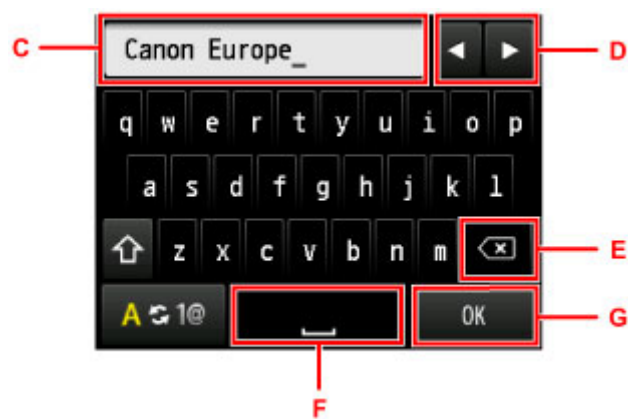 C Canon Europe_ ◄ ► D
q w e r t y u i o p
a s d f g h j k l
z x c v b n m E
A 1@ OK G
F